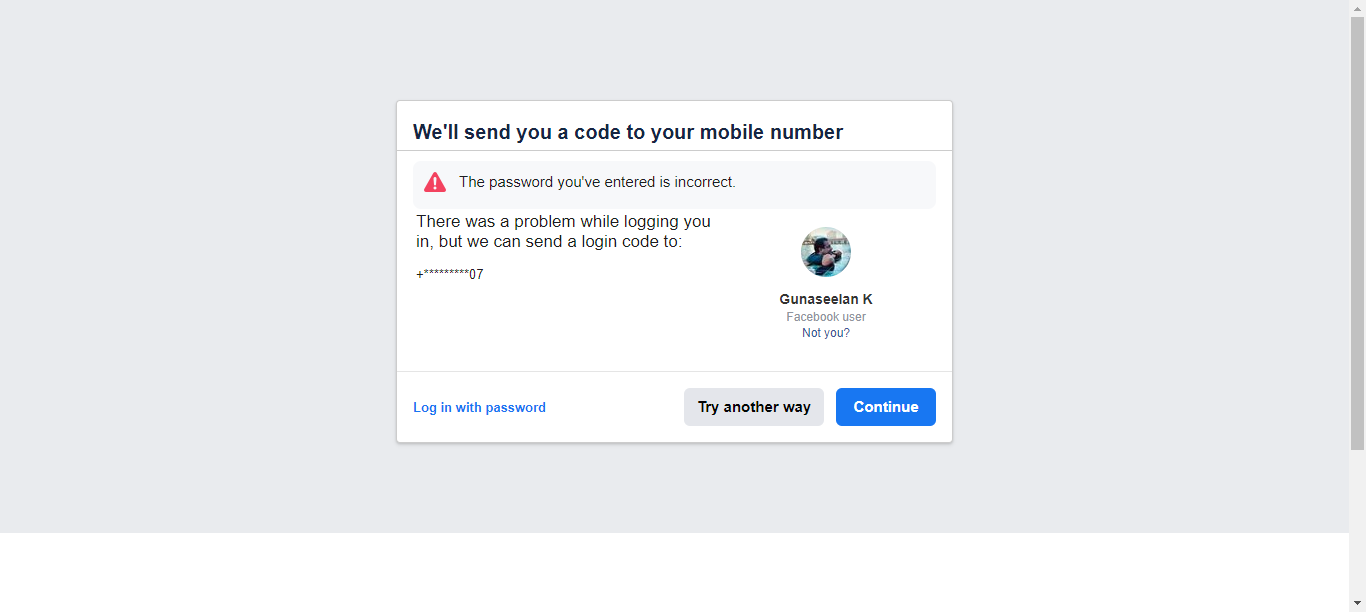 We'll send you a code to your mobile number
The password you've entered is incorrect.
There was a problem while logging you
in, but we can send a login code to:
+*********07
Gunaseelan K
Facebook user
Not you?
Log in with password
Try another way
Continue